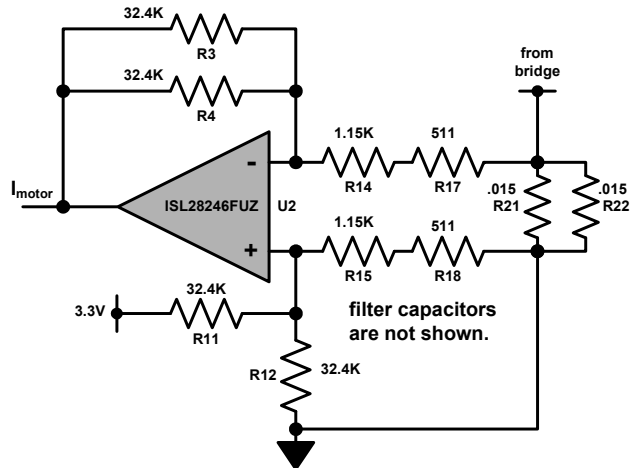 32.4K
R3
32.4K
R4
from
bridge
1.15K
511
R14
R17
.015
R21
.015
R22
-
I_motor
ISL28246FUZ
U2
+
1.15K
511
R15
R18
3.3V
32.4K
R11
filter capacitors
are not shown.
R12
32.4K